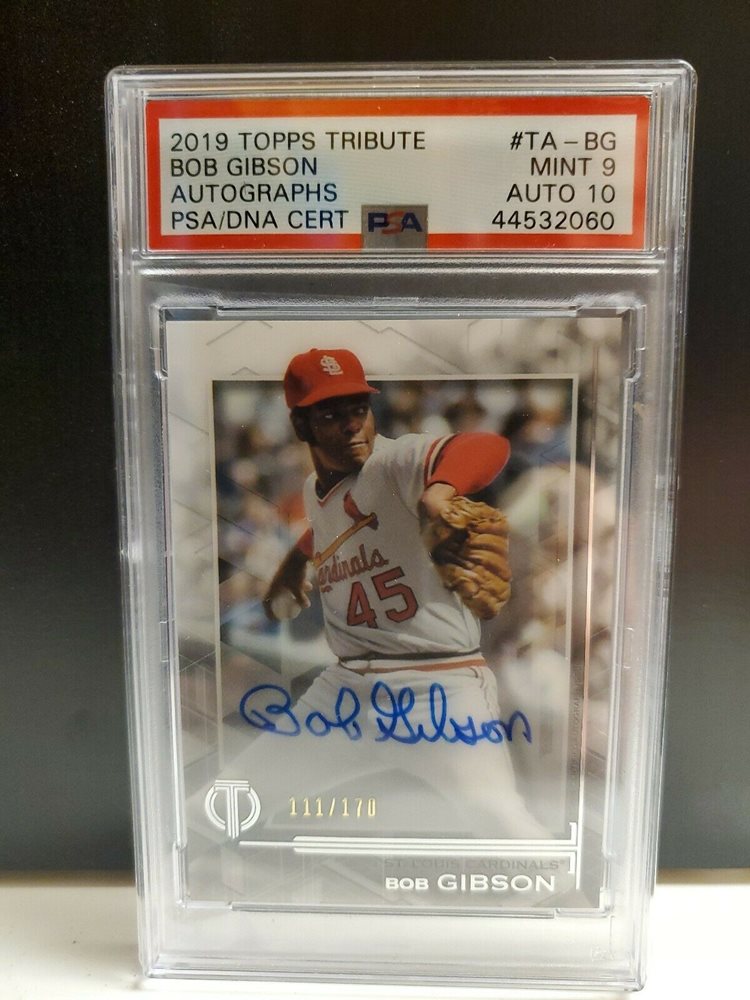 2019 TOPPS TRIBUTE #TA-BG
BOB GIBSON MINT 9
AUTOGRAPHS AUTO 10
PSA/DNA CERT PSA 44532060
STL
Cardinals
45
Bob Gibson
T
111/170
ST. LOUIS CARDINALS®
BOB GIBSON